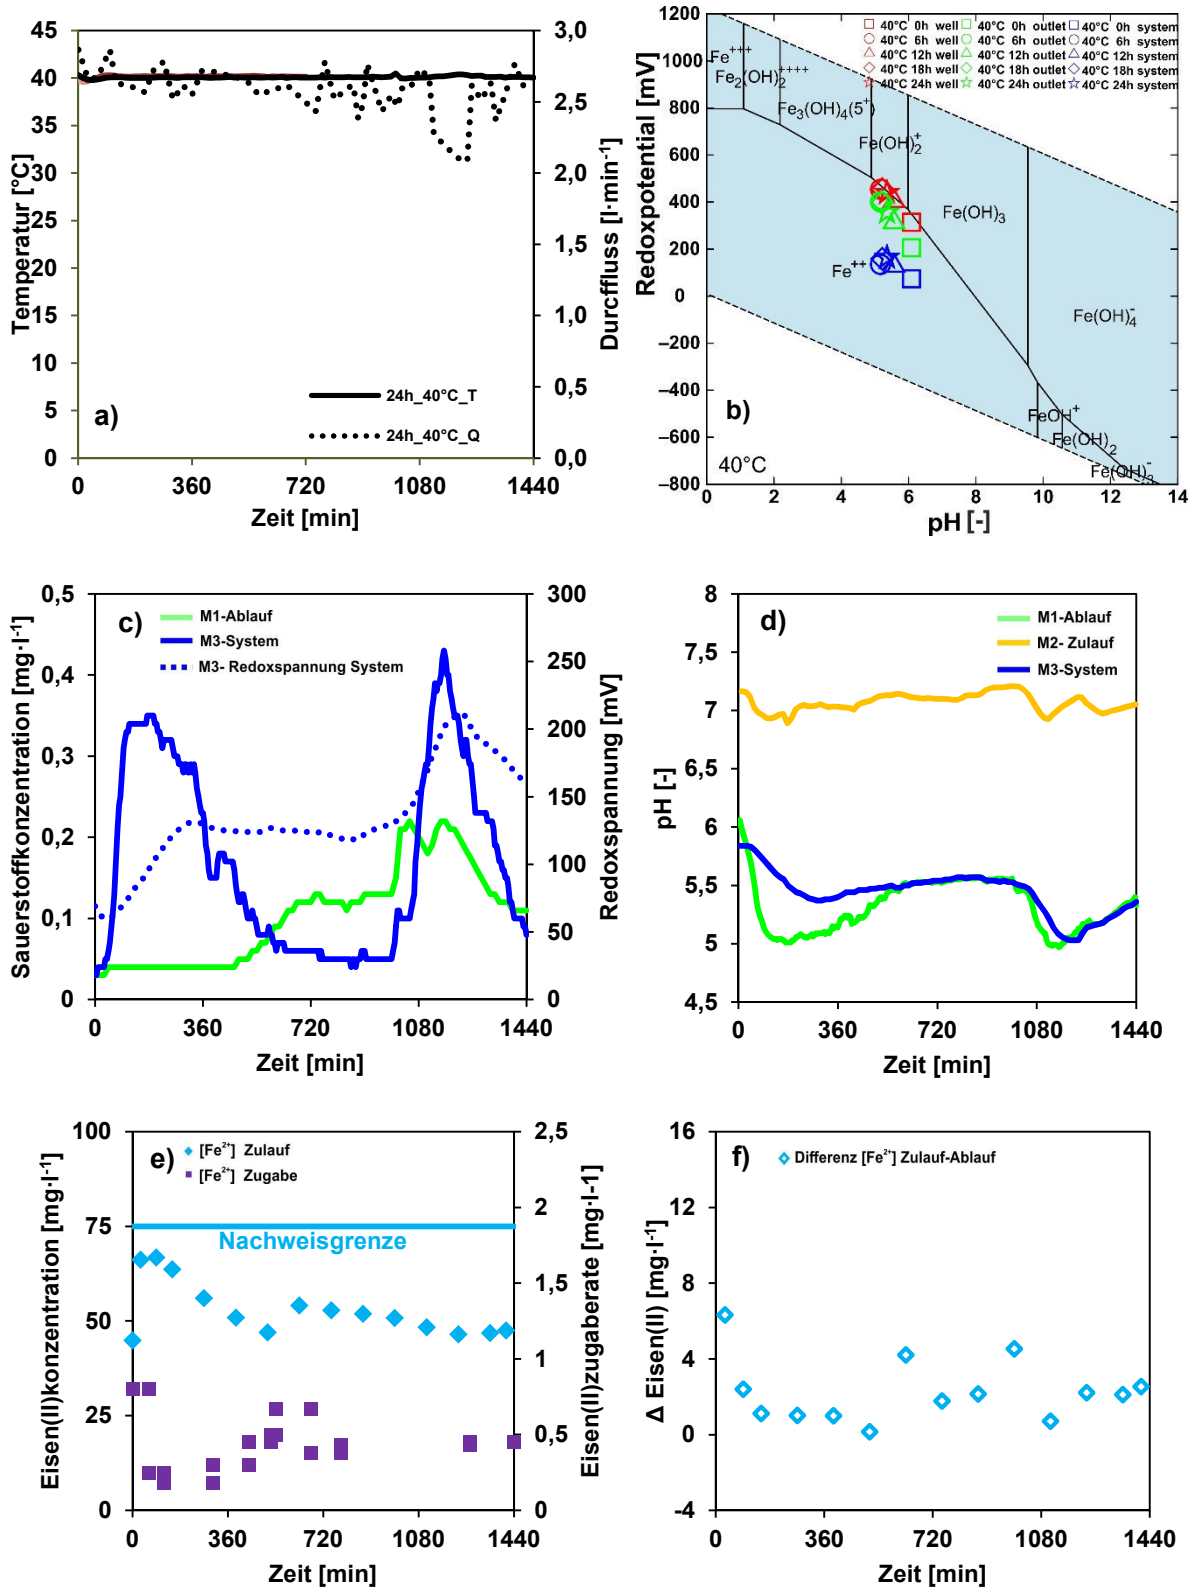 45
40
35
30
25
20
15
10
5
0
Temperatur [°C]
3,0
2,5
2,0
1,5
1,0
0,5
0,0
Durcffluss [l·min⁻¹]
a)
24h_40°C_T
24h_40°C_Q
0 360 720 1080 1440
Zeit [min]
1200
1000
800
600
400
200
0
–200
–400
–600
–800
Redoxpotential [mV]
40°C 0h well 40°C 0h outlet 40°C 0h system
40°C 6h well 40°C 6h outlet 40°C 6h system
40°C 12h well 40°C 12h outlet 40°C 12h system
40°C 18h well 40°C 18h outlet 40°C 18h system
40°C 24h well 40°C 24h outlet 40°C 24h system
Fe⁺⁺⁺
Fe₂(OH)₂⁺⁺⁺⁺
Fe₃(OH)₄(5⁺)
Fe(OH)₂⁺
Fe(OH)₃
Fe⁺⁺
Fe(OH)₄⁻
FeOH⁺
Fe(OH)₂
Fe(OH)₃⁻
b)
40°C
0 2 4 6 8 10 12 14
pH [-]
0,5
0,4
0,3
0,2
0,1
0
Sauerstoffkonzentration [mg·l⁻¹]
c)
M1-Ablauf
M3-System
M3- Redoxspannung System
300
250
200
150
100
50
0
Redoxspannung [mV]
0 360 720 1080 1440
Zeit [min]
8
7,5
7
6,5
6
5,5
5
4,5
pH [-]
d)
M1-Ablauf
M2- Zulauf
M3-System
0 360 720 1080 1440
Zeit [min]
100
75
50
25
0
Eisen(II)konzentration [mg·l⁻¹]
e)
[Fe²⁺] Zulauf
[Fe²⁺] Zugabe
Nachweisgrenze
2,5
2
1,5
1
0,5
0
Eisen(II)zugaberate [mg·l-1]
0 360 720 1080 1440
Zeit [min]
16
12
8
4
0
-4
Δ Eisen(II) [mg·l⁻¹]
f)
Differenz [Fe²⁺] Zulauf-Ablauf
0 360 720 1080 1440
Zeit [min]